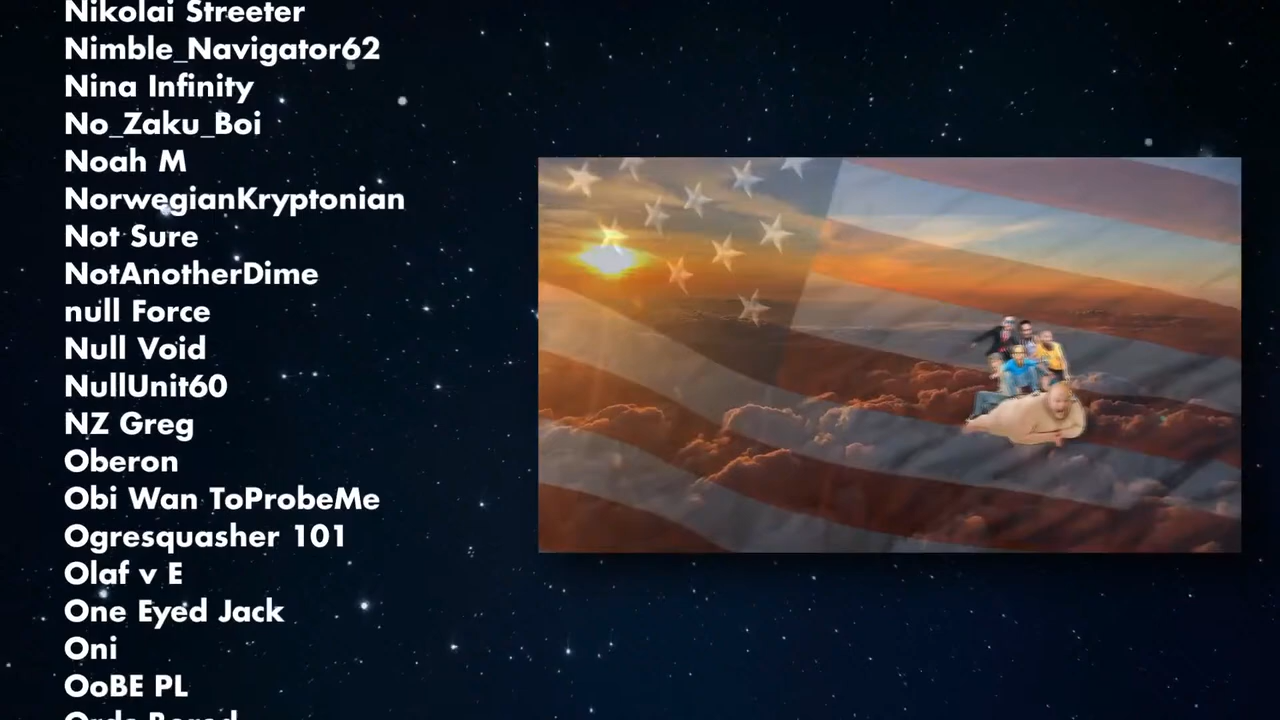 Nikolai Streeter
Nimble_Navigator62
Nina Infinity
No_Zaku_Boi
Noah M
NorwegianKryptonian
Not Sure
NotAnotherDime
null Force
Null Void
NullUnit60
NZ Greg
Oberon
Obi Wan ToProbeMe
Ogresquasher 101
Olaf v E
One Eyed Jack
Oni
OoBE PL